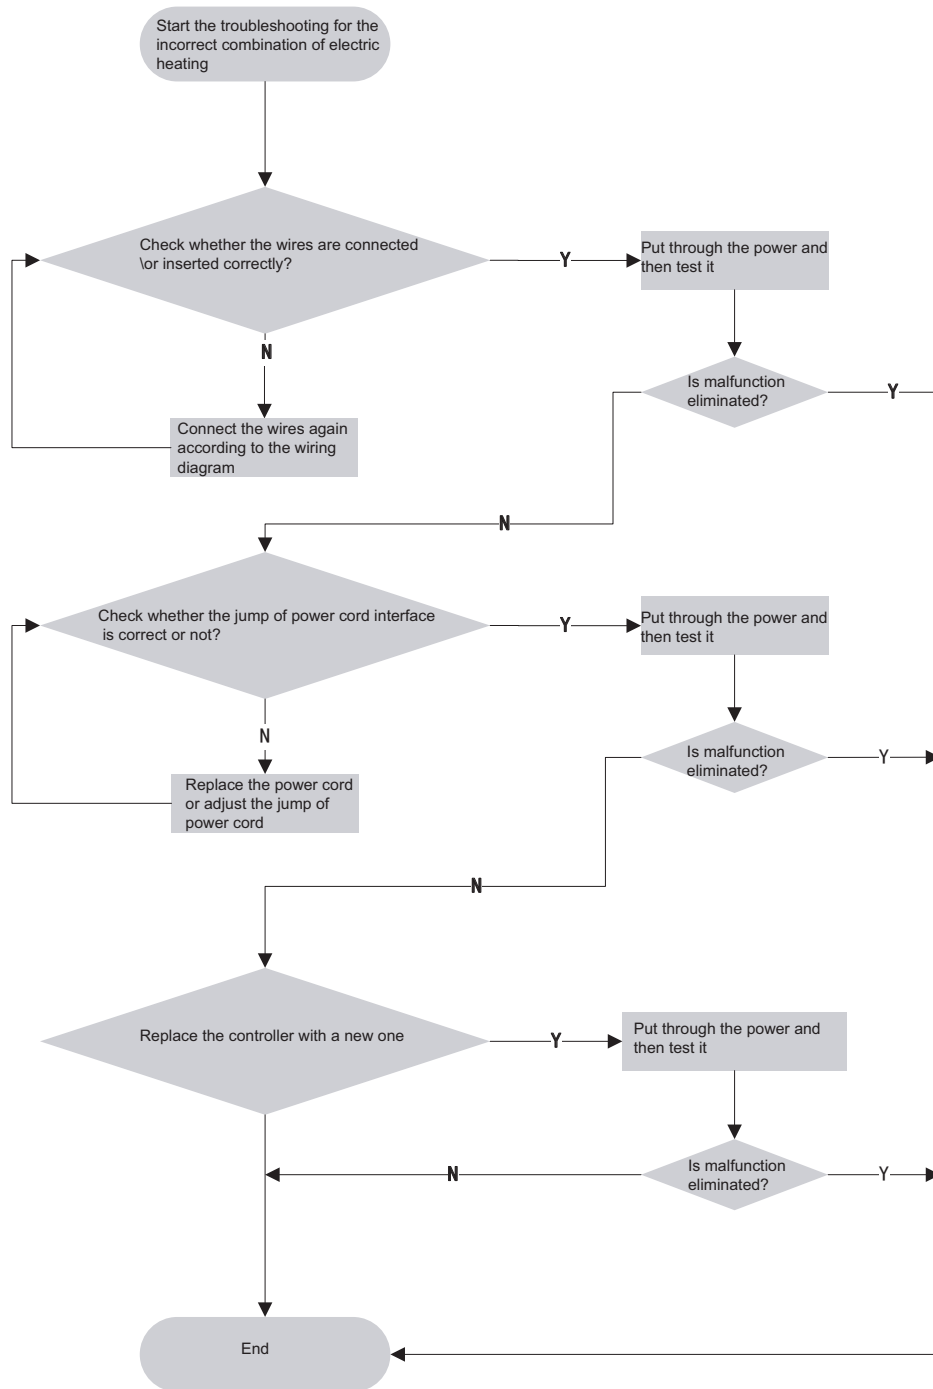 Start the troubleshooting for the
incorrect combination of electric
heating
Check whether the wires are connected
\or inserted correctly?
Y
Put through the power and
then test it
N
Is malfunction
eliminated?
Y
Connect the wires again
according to the wiring
diagram
N
Check whether the jump of power cord interface
is correct or not?
Y
Put through the power and
then test it
N
Is malfunction
eliminated?
Y
Replace the power cord
or adjust the jump of
power cord
N
Replace the controller with a new one
Y
Put through the power and
then test it
Is malfunction
eliminated?
N
Y
End